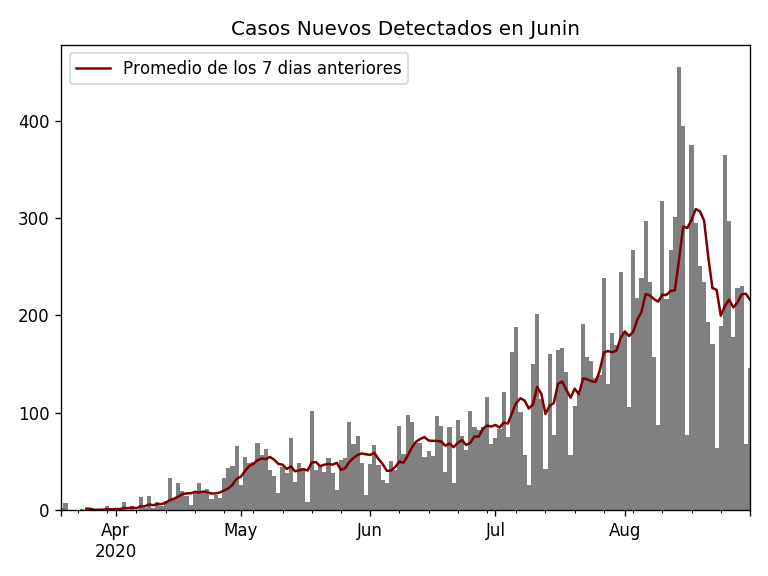 Casos Nuevos Detectados en Junin
Promedio de los 7 dias anteriores
400
300
200
100
0
Apr
2020
May
Jun
Jul
Aug